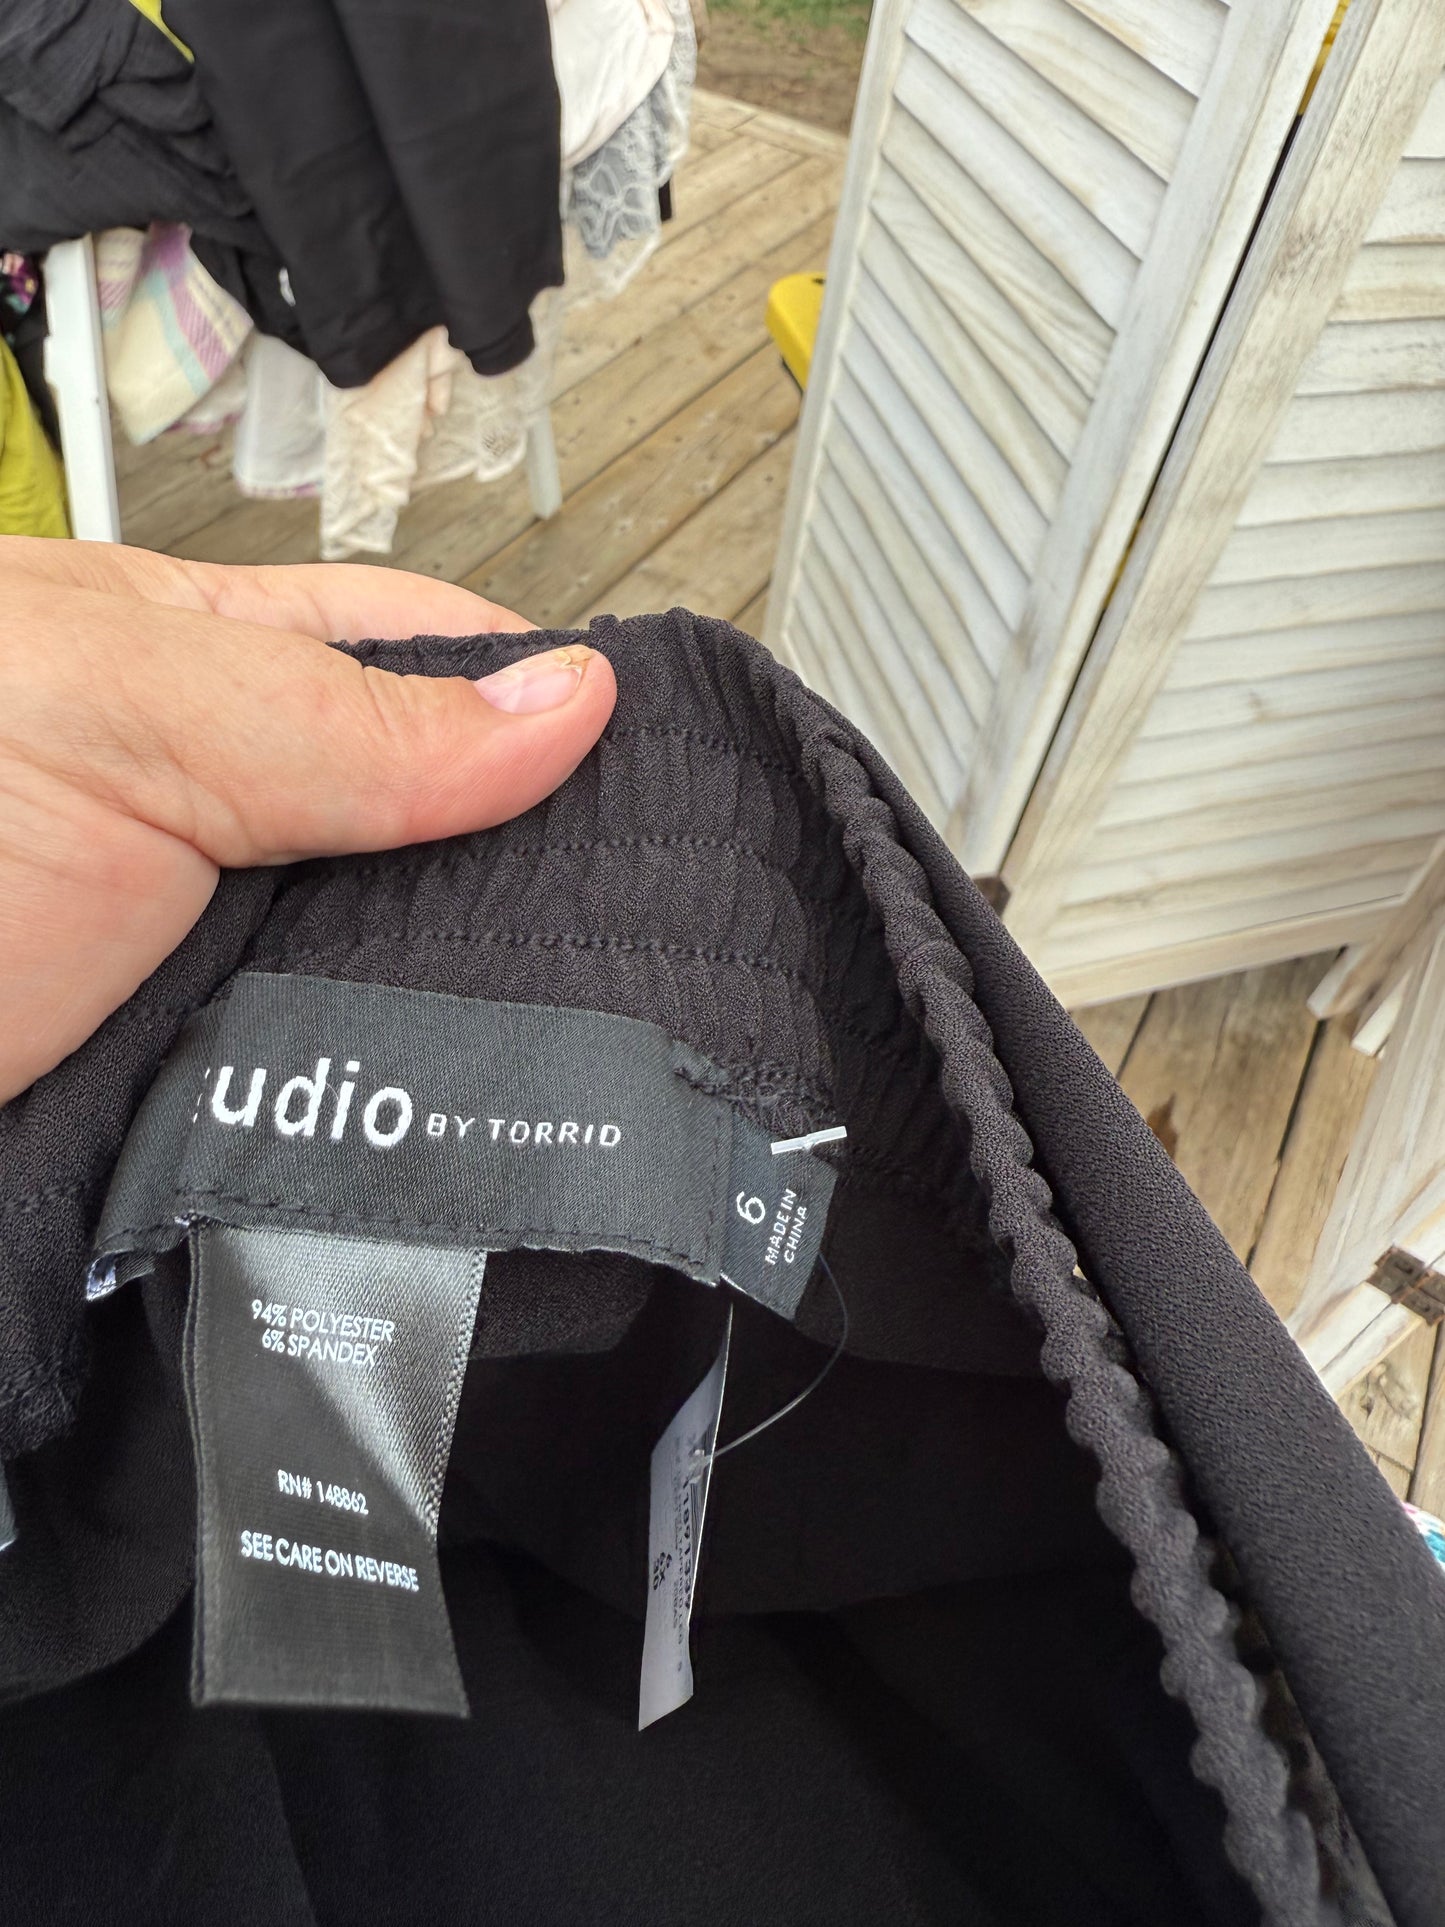 udio BY TORRID
6
MADE IN
CHINA
94% POLYESTER
6% SPANDEX
RN# 148862
SEE CARE ON REVERSE